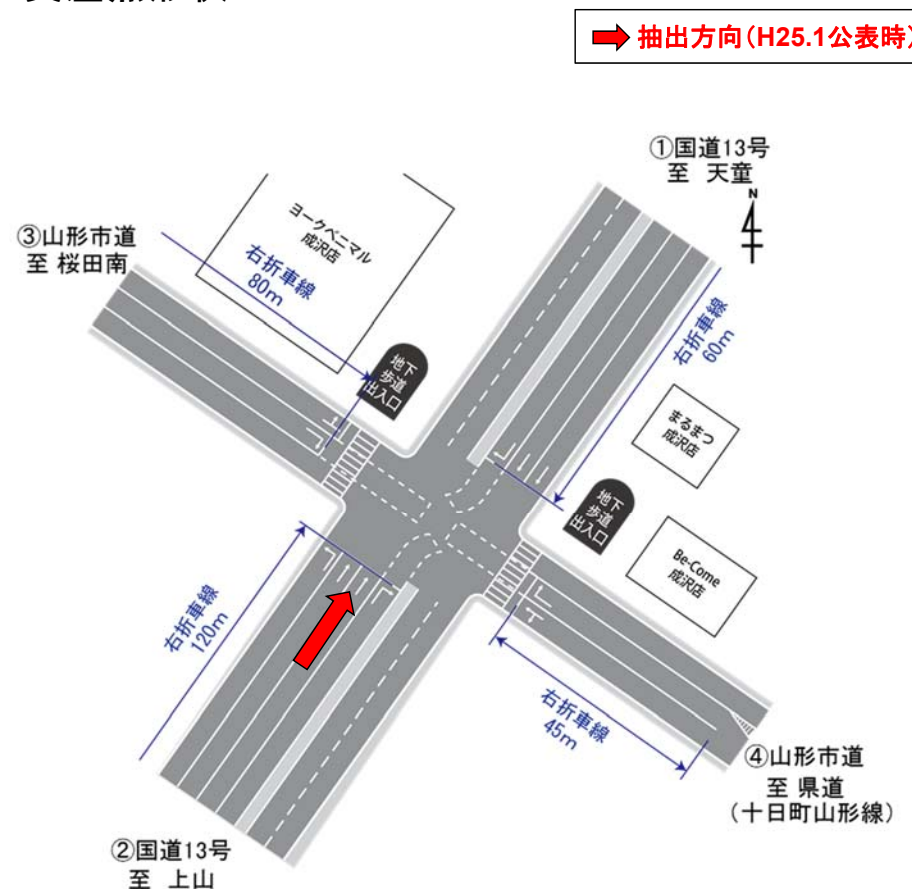 抽出方向(H25.1公表時)
①国道13号
至 天童
N
③山形市道
至 桜田南
ヨークベニマル
成沢店
右折車線
80m
右折車線
60m
地下
歩道
出入口
まるまつ
成沢店
地下
歩道
出入口
Be-Come
成沢店
右折車線
120m
右折車線
45m
④山形市道
至 県道
(十日町山形線)
②国道13号
至 上山